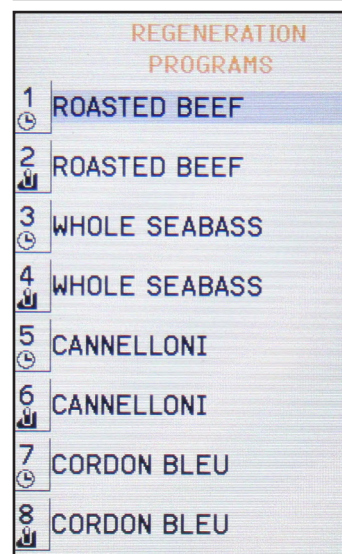 REGENERATION
PROGRAMS
1 ROASTED BEEF
2 ROASTED BEEF
3 WHOLE SEABASS
4 WHOLE SEABASS
5 CANNELLONI
6 CANNELLONI
7 CORDON BLEU
8 CORDON BLEU